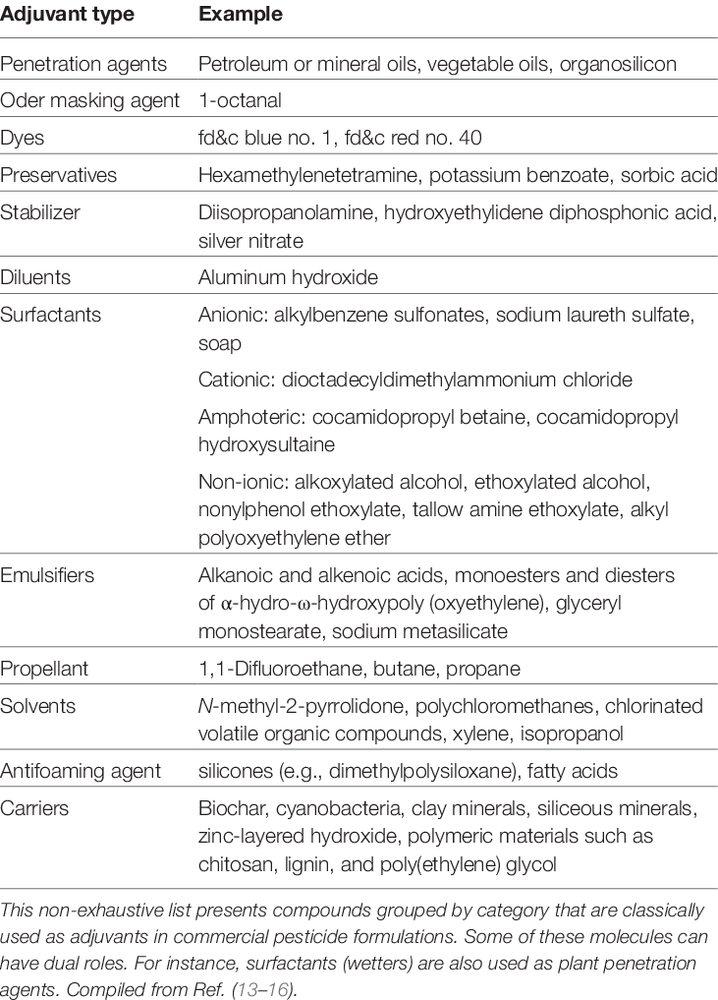 Adjuvant type Example
Penetration agents Petroleum or mineral oils, vegetable oils, organosilicon
Oder masking agent 1-octanal
Dyes fd&c blue no. 1, fd&c red no. 40
Preservatives Hexamethylenetetramine, potassium benzoate, sorbic acid
Stabilizer Diisopropanolamine, hydroxyethylidene diphosphonic acid,
silver nitrate
Diluents Aluminum hydroxide
Surfactants Anionic: alkylbenzene sulfonates, sodium laureth sulfate,
soap
Cationic: dioctadecyldimethylammonium chloride
Amphoteric: cocamidopropyl betaine, cocamidopropyl
hydroxysultaine
Non-ionic: alkoxylated alcohol, ethoxylated alcohol,
nonylphenol ethoxylate, tallow amine ethoxylate, alkyl
polyoxyethylene ether
Emulsifiers Alkanoic and alkenoic acids, monoesters and diesters
of α-hydro-ω-hydroxypoly (oxyethylene), glyceryl
monostearate, sodium metasilicate
Propellant 1,1-Difluoroethane, butane, propane
Solvents N-methyl-2-pyrrolidone, polychloromethanes, chlorinated
volatile organic compounds, xylene, isopropanol
Antifoaming agent silicones (e.g., dimethylpolysiloxane), fatty acids
Carriers Biochar, cyanobacteria, clay minerals, siliceous minerals,
zinc-layered hydroxide, polymeric materials such as
chitosan, lignin, and poly(ethylene) glycol
This non-exhaustive list presents compounds grouped by category that are classically
used as adjuvants in commercial pesticide formulations. Some of these molecules can
have dual roles. For instance, surfactants (wetters) are also used as plant penetration
agents. Compiled from Ref. (13–16).